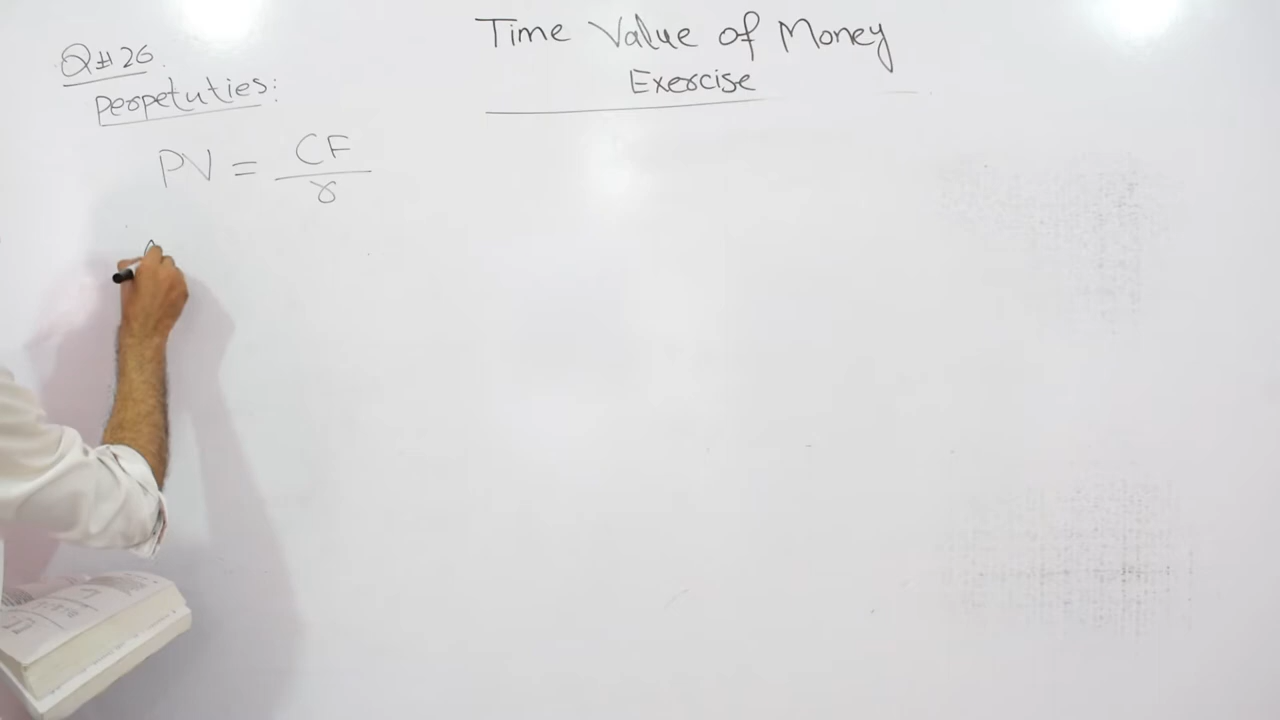 Time Value of Money
Exercise
Q#26.
Perpetuties:
PV = CF / r